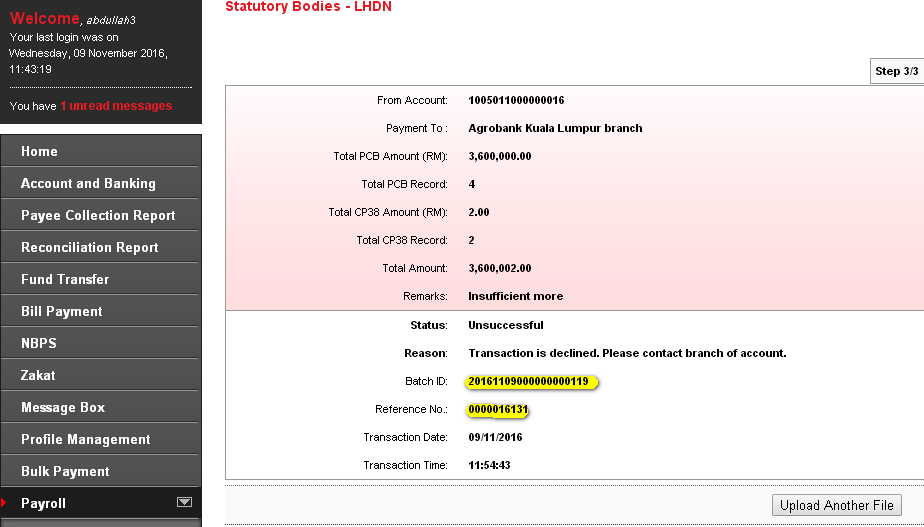 Welcome, abdullah3
Your last login was on
Wednesday, 09 November 2016,
11:43:19
You have 1 unread messages
Home
Account and Banking
Payee Collection Report
Reconciliation Report
Fund Transfer
Bill Payment
NBPS
Zakat
Message Box
Profile Management
Bulk Payment
Payroll
Statutory Bodies - LHDN
Step 3/3
From Account: 1005011000000016
Payment To : Agrobank Kuala Lumpur branch
Total PCB Amount (RM): 3,600,000.00
Total PCB Record: 4
Total CP38 Amount (RM): 2.00
Total CP38 Record: 2
Total Amount: 3,600,002.00
Remarks: Insufficient more
Status: Unsuccessful
Reason: Transaction is declined. Please contact branch of account.
Batch ID: 20161109000000000119
Reference No.: 0000016131
Transaction Date: 09/11/2016
Transaction Time: 11:54:43
Upload Another File